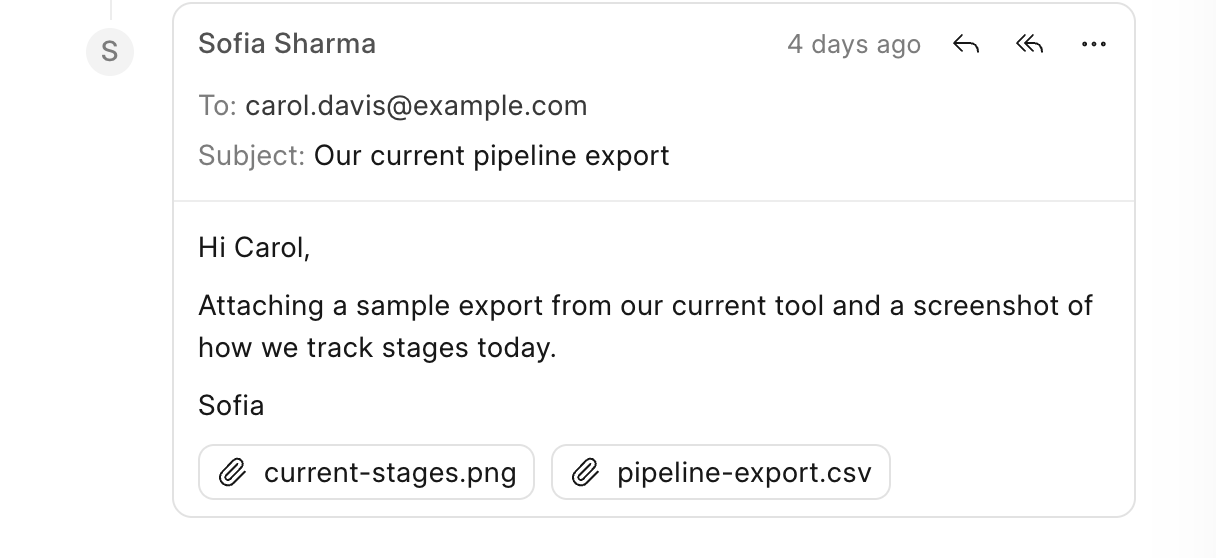 S
Sofia Sharma
4 days ago
To: carol.davis@example.com
Subject: Our current pipeline export
Hi Carol,
Attaching a sample export from our current tool and a screenshot of
how we track stages today.
Sofia
current-stages.png
pipeline-export.csv